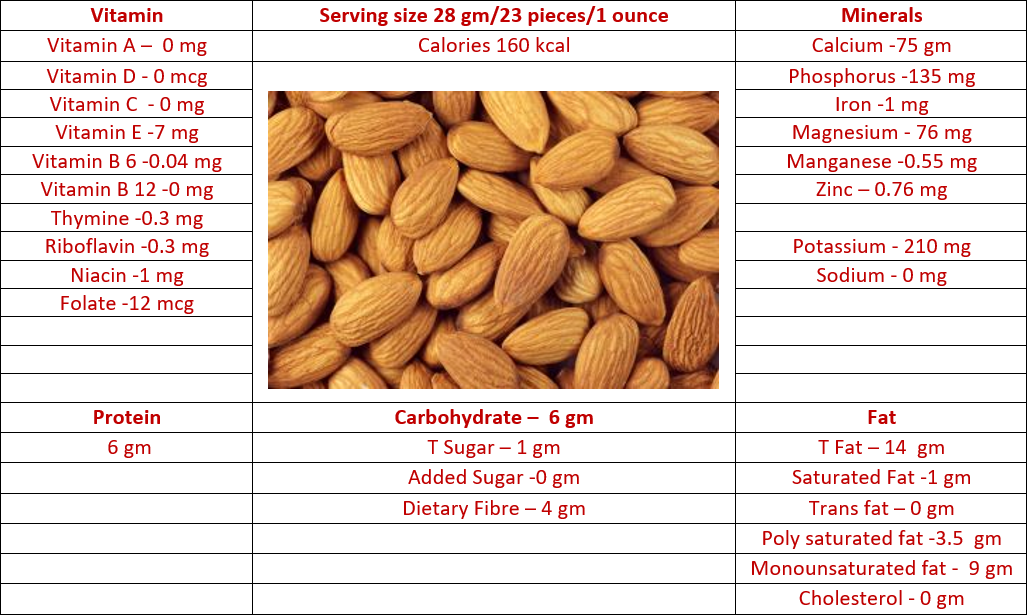 Vitamin
Serving size 28 gm/23 pieces/1 ounce
Minerals
Vitamin A – 0 mg
Calories 160 kcal
Calcium -75 gm
Vitamin D - 0 mcg
Phosphorus -135 mg
Vitamin C - 0 mg
Iron -1 mg
Vitamin E -7 mg
Magnesium - 76 mg
Vitamin B 6 -0.04 mg
Manganese -0.55 mg
Vitamin B 12 -0 mg
Zinc – 0.76 mg
Thymine -0.3 mg
Riboflavin -0.3 mg
Potassium - 210 mg
Niacin -1 mg
Sodium - 0 mg
Folate -12 mcg
Protein
Carbohydrate – 6 gm
Fat
6 gm
T Sugar – 1 gm
T Fat – 14 gm
Added Sugar -0 gm
Saturated Fat -1 gm
Dietary Fibre – 4 gm
Trans fat – 0 gm
Poly saturated fat -3.5 gm
Monounsaturated fat - 9 gm
Cholesterol - 0 gm